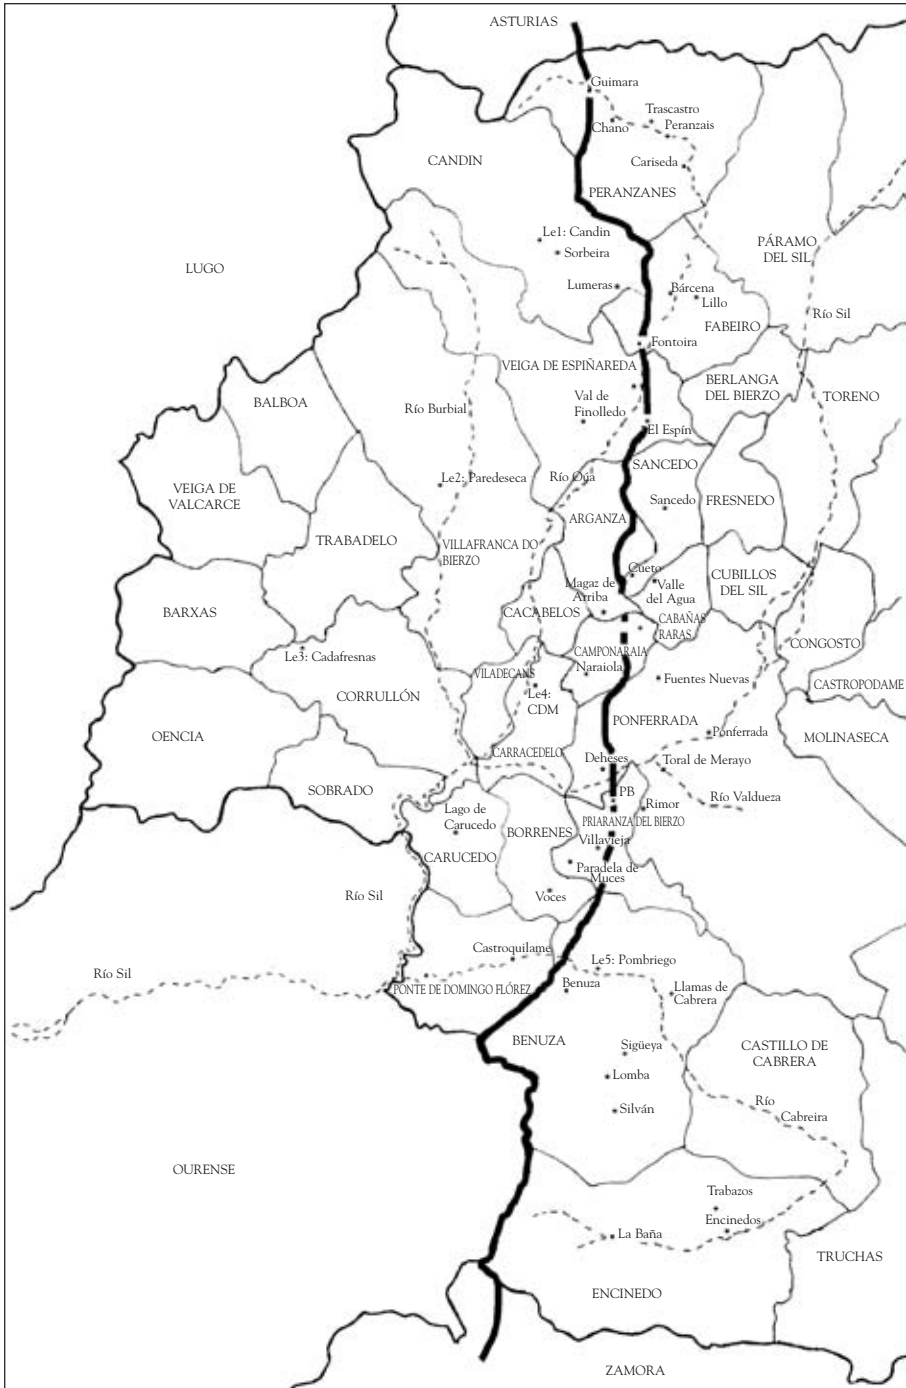 ASTURIAS
Guimara
Trascastro
Chano
Peranzais
CANDIN
Cariseda
PERANZANES
Le1: Candin
PÁRAMO
DEL SIL
Sorbeira
LUGO
Lumeras
Bárcena
Lillo
Río Sil
FABEIRO
Fontoira
VEIGA DE ESPIÑAREDA
BERLANGA
DEL BIERZO
BALBOA
Río Burbial
Val de
Finolledo
TORENO
El Espín
SANCEDO
Río Qúa
Le2: Paredeseca
VEIGA DE
VALCARCE
Sancedo
FRESNEDO
ARGANZA
TRABADELO
VILLAFRANCA DO
BIERZO
Cueto
Magaz de
Arriba
Valle
del Agua
CUBILLOS
DEL SIL
BARXAS
CACABELOS
CABAÑAS
RARAS
CONGOSTO
Le3: Cadafresnas
CAMPONARAIA
Naraiola
VILADECANS
Fuentes Nuevas
CASTROPODAME
CORRULLÓN
Le4:
CDM
PONFERRADA
Ponferrada
MOLINASECA
OENCIA
CARRACEDELO
Deheses
Toral de Merayo
SOBRADO
PB
Río Valdueza
Rimor
Lago de
Carucedo
BORRENES
PRIARANZA DEL BIERZO
Villavieja
CARUCEDO
Paradela de
Muces
Voces
Río Sil
Castroquilame
Río Sil
Le5: Pombriego
PONTE DE DOMINGO FLÓREZ
Benuza
Llamas de
Cabrera
BENUZA
Sigüeya
CASTILLO DE
CABRERA
Lomba
Río
Cabreira
Silván
OURENSE
Trabazos
Encinedos
La Baña
TRUCHAS
ENCINEDO
ZAMORA